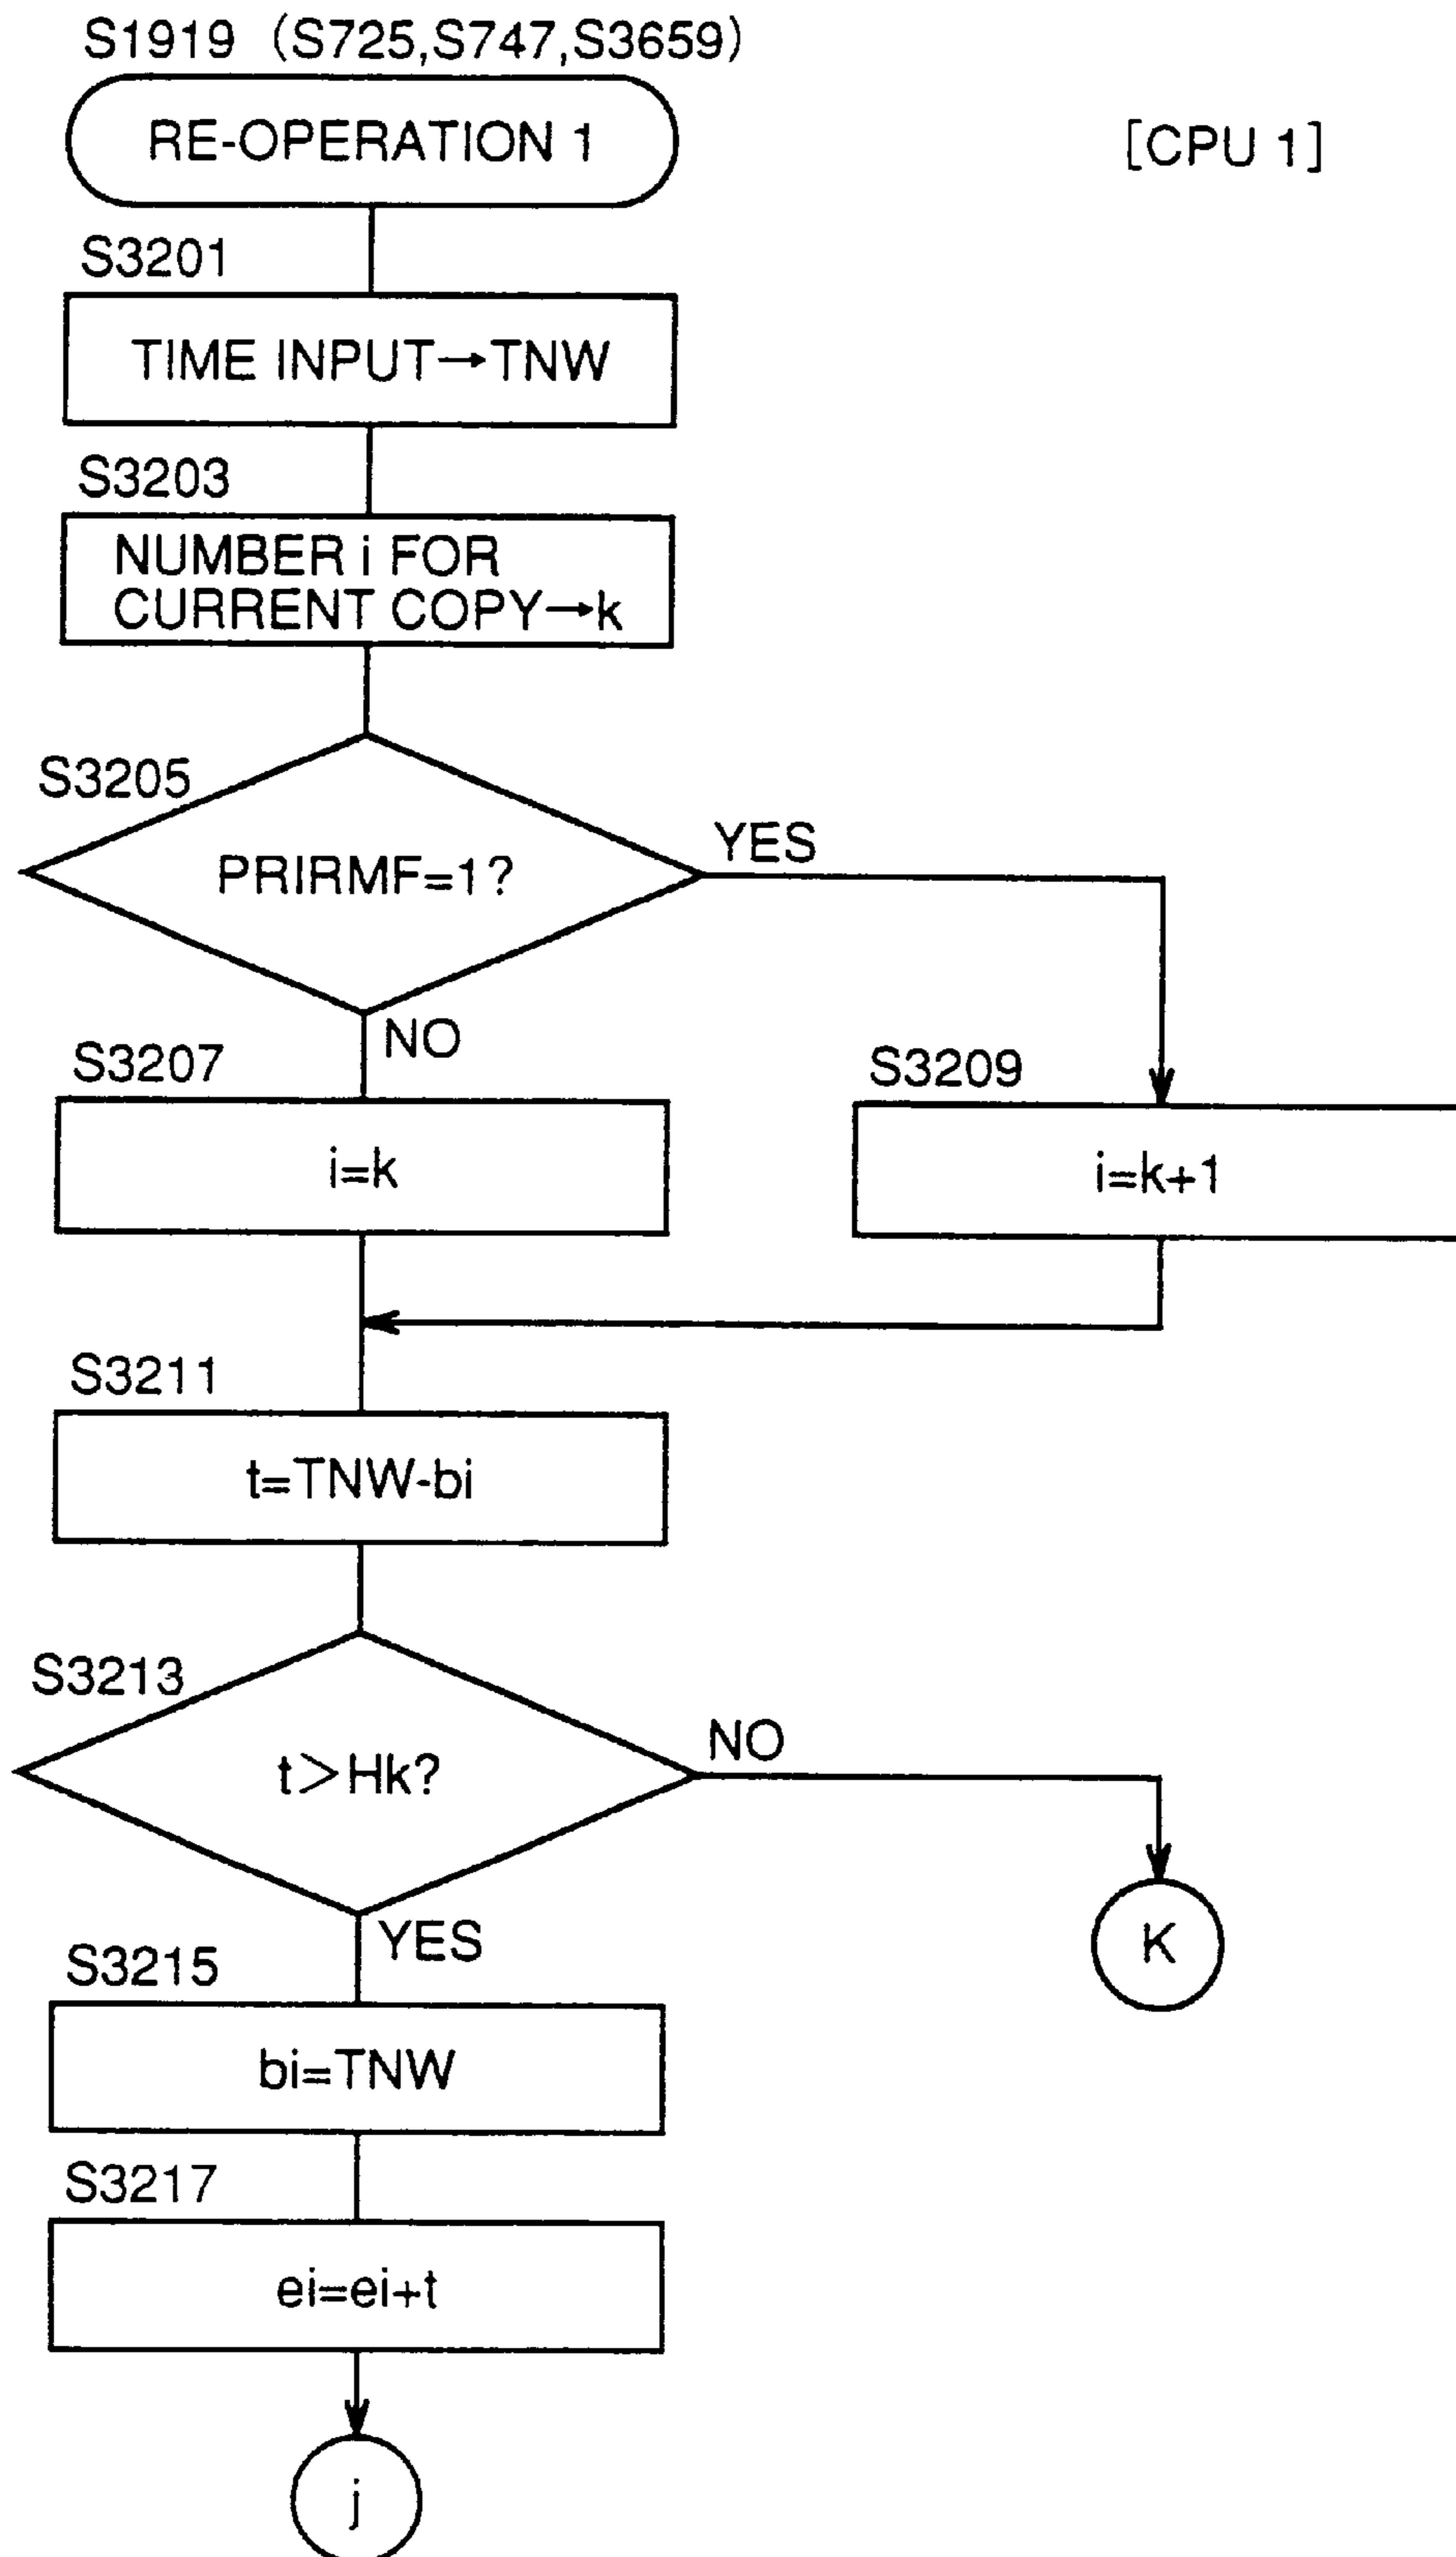 S1919 (S725,S747,S3659)
RE-OPERATION 1
[CPU 1]
S3201
TIME INPUT→TNW
S3203
NUMBER i FOR
CURRENT COPY→k
S3205
PRIRMF=1?
YES
NO
S3207
i=k
S3209
i=k+1
S3211
t=TNW-bi
S3213
t>Hk?
NO
K
YES
S3215
bi=TNW
S3217
ei=ei+t
j